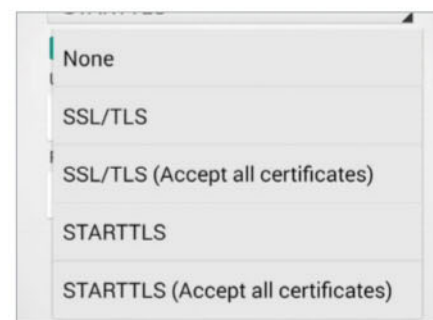 None
SSL/TLS
SSL/TLS (Accept all certificates)
STARTTLS
STARTTLS (Accept all certificates)